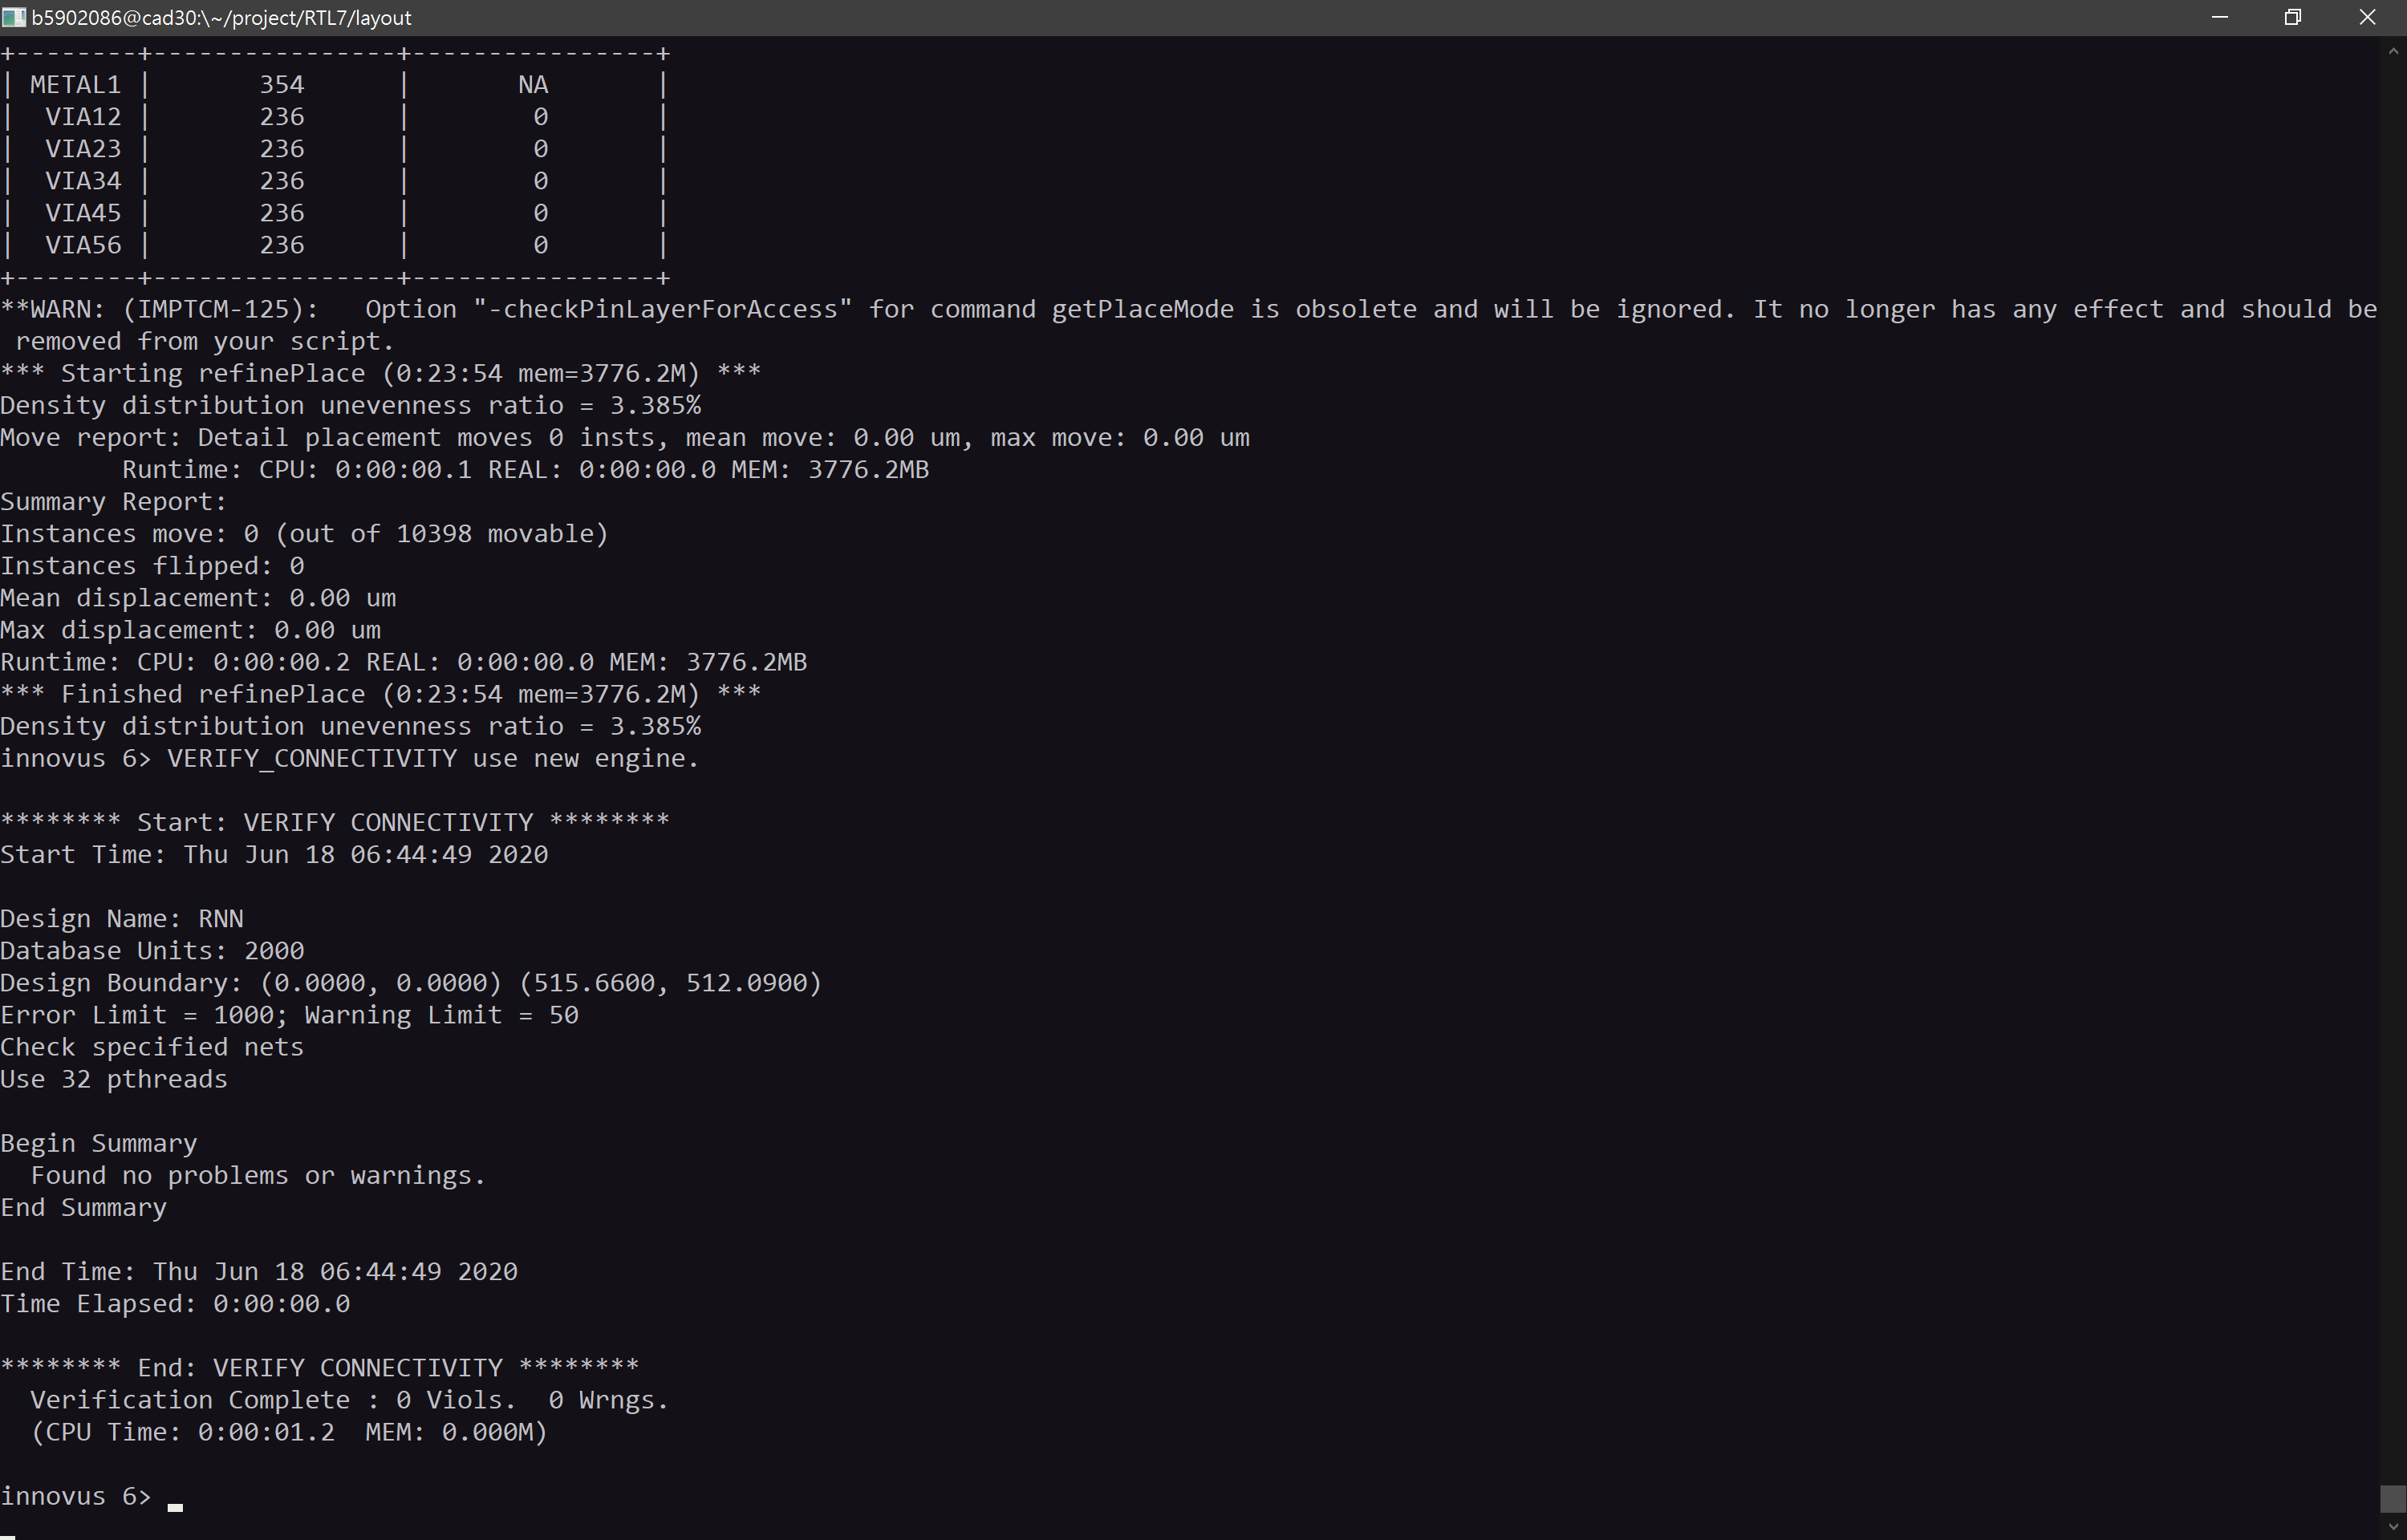 b5902086@cad30:\~/project/RTL7/layout
+--------+----------------+----------------+
| METAL1 |       354      |       NA       |
|  VIA12 |       236      |        0       |
|  VIA23 |       236      |        0       |
|  VIA34 |       236      |        0       |
|  VIA45 |       236      |        0       |
|  VIA56 |       236      |        0       |
+--------+----------------+----------------+
**WARN: (IMPTCM-125):   Option "-checkPinLayerForAccess" for command getPlaceMode is obsolete and will be ignored. It no longer has any effect and should be
 removed from your script.
*** Starting refinePlace (0:23:54 mem=3776.2M) ***
Density distribution unevenness ratio = 3.385%
Move report: Detail placement moves 0 insts, mean move: 0.00 um, max move: 0.00 um
        Runtime: CPU: 0:00:00.1 REAL: 0:00:00.0 MEM: 3776.2MB
Summary Report:
Instances move: 0 (out of 10398 movable)
Instances flipped: 0
Mean displacement: 0.00 um
Max displacement: 0.00 um
Runtime: CPU: 0:00:00.2 REAL: 0:00:00.0 MEM: 3776.2MB
*** Finished refinePlace (0:23:54 mem=3776.2M) ***
Density distribution unevenness ratio = 3.385%
innovus 6> VERIFY_CONNECTIVITY use new engine.

******** Start: VERIFY CONNECTIVITY ********
Start Time: Thu Jun 18 06:44:49 2020

Design Name: RNN
Database Units: 2000
Design Boundary: (0.0000, 0.0000) (515.6600, 512.0900)
Error Limit = 1000; Warning Limit = 50
Check specified nets
Use 32 pthreads

Begin Summary
  Found no problems or warnings.
End Summary

End Time: Thu Jun 18 06:44:49 2020
Time Elapsed: 0:00:00.0

******** End: VERIFY CONNECTIVITY ********
  Verification Complete : 0 Viols.  0 Wrngs.
  (CPU Time: 0:00:01.2  MEM: 0.000M)

innovus 6>